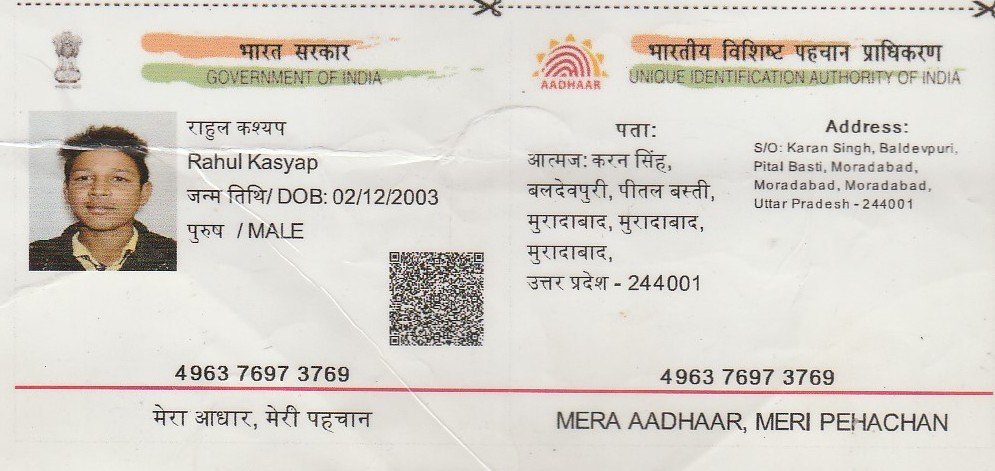 भारत सरकार
GOVERNMENT OF INDIA
राहुल कश्यप
Rahul Kasyap
जन्म तिथि/ DOB: 02/12/2003
पुरुष / MALE
4963 7697 3769
मेरा आधार, मेरी पहचान
भारतीय विशिष्ट पहचान प्राधिकरण
UNIQUE IDENTIFICATION AUTHORITY OF INDIA
AADHAAR
पता:
आत्मज: करन सिंह,
बलदेवपुरी, पीतल बस्ती,
मुरादाबाद, मुरादाबाद,
मुरादाबाद,
उत्तर प्रदेश - 244001
Address:
S/O: Karan Singh, Baldevpuri,
Pital Basti, Moradabad,
Moradabad, Moradabad,
Uttar Pradesh - 244001
4963 7697 3769
MERA AADHAAR, MERI PEHACHAN